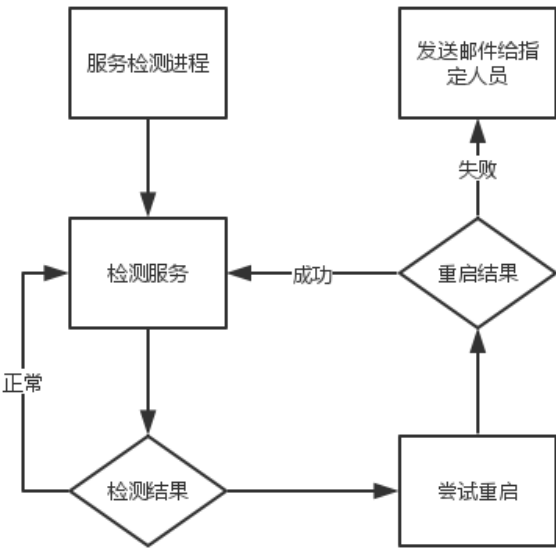 服务检测进程
发送邮件给指
定人员
失败
检测服务
成功
重启结果
正常
检测结果
尝试重启